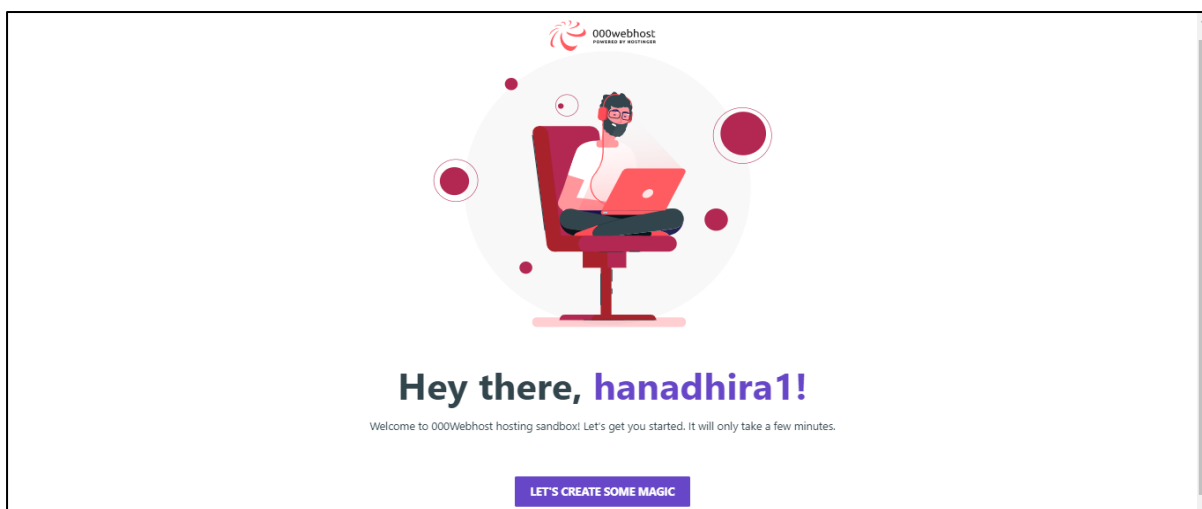 000webhost
POWERED BY HOSTINGER
Hey there, hanadhira1!
Welcome to 000Webhost hosting sandbox! Let's get you started. It will only take a few minutes.
LET'S CREATE SOME MAGIC